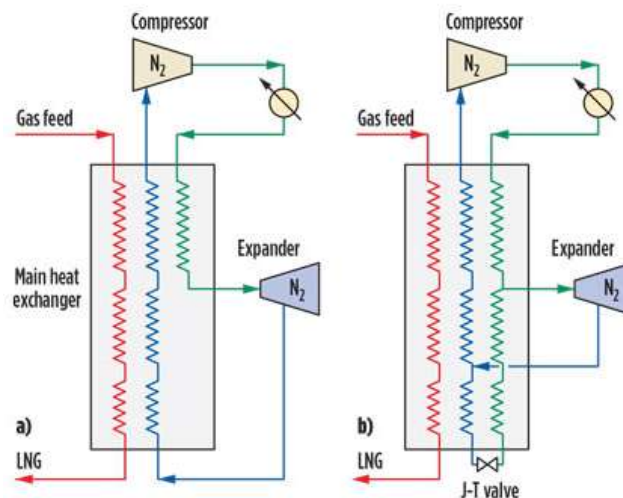 Compressor
N₂
Gas feed
Expander
N₂
Main heat
exchanger
a)
LNG
Compressor
N₂
Gas feed
Expander
N₂
b)
LNG
J-T valve